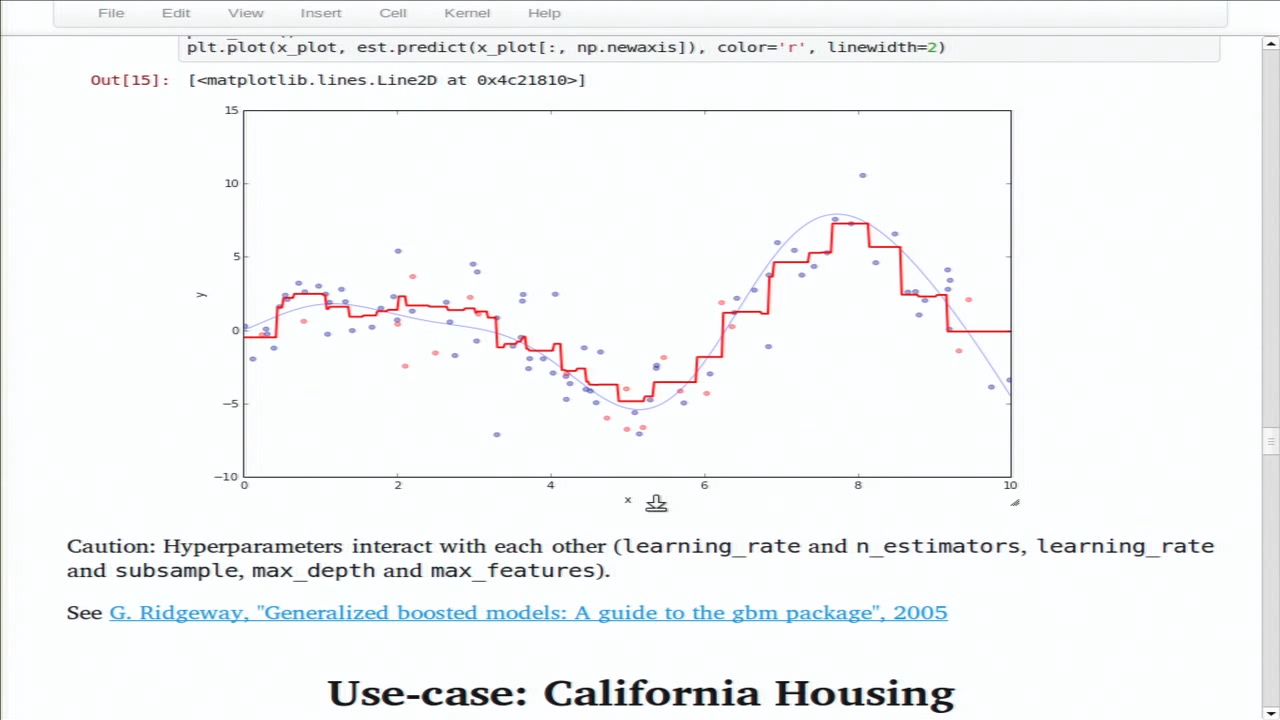 File Edit View Insert Cell Kernel Help
plt.plot(x_plot, est.predict(x_plot[:, np.newaxis]), color='r', linewidth=2)
Out[15]: [<matplotlib.lines.Line2D at 0x4c21810>]
15
10
5
0
−5
−10
y
0 2 4 6 8 10
x
Caution: Hyperparameters interact with each other (learning_rate and n_estimators, learning_rate
and subsample, max_depth and max_features).
See G. Ridgeway, "Generalized boosted models: A guide to the gbm package", 2005
Use-case: California Housing